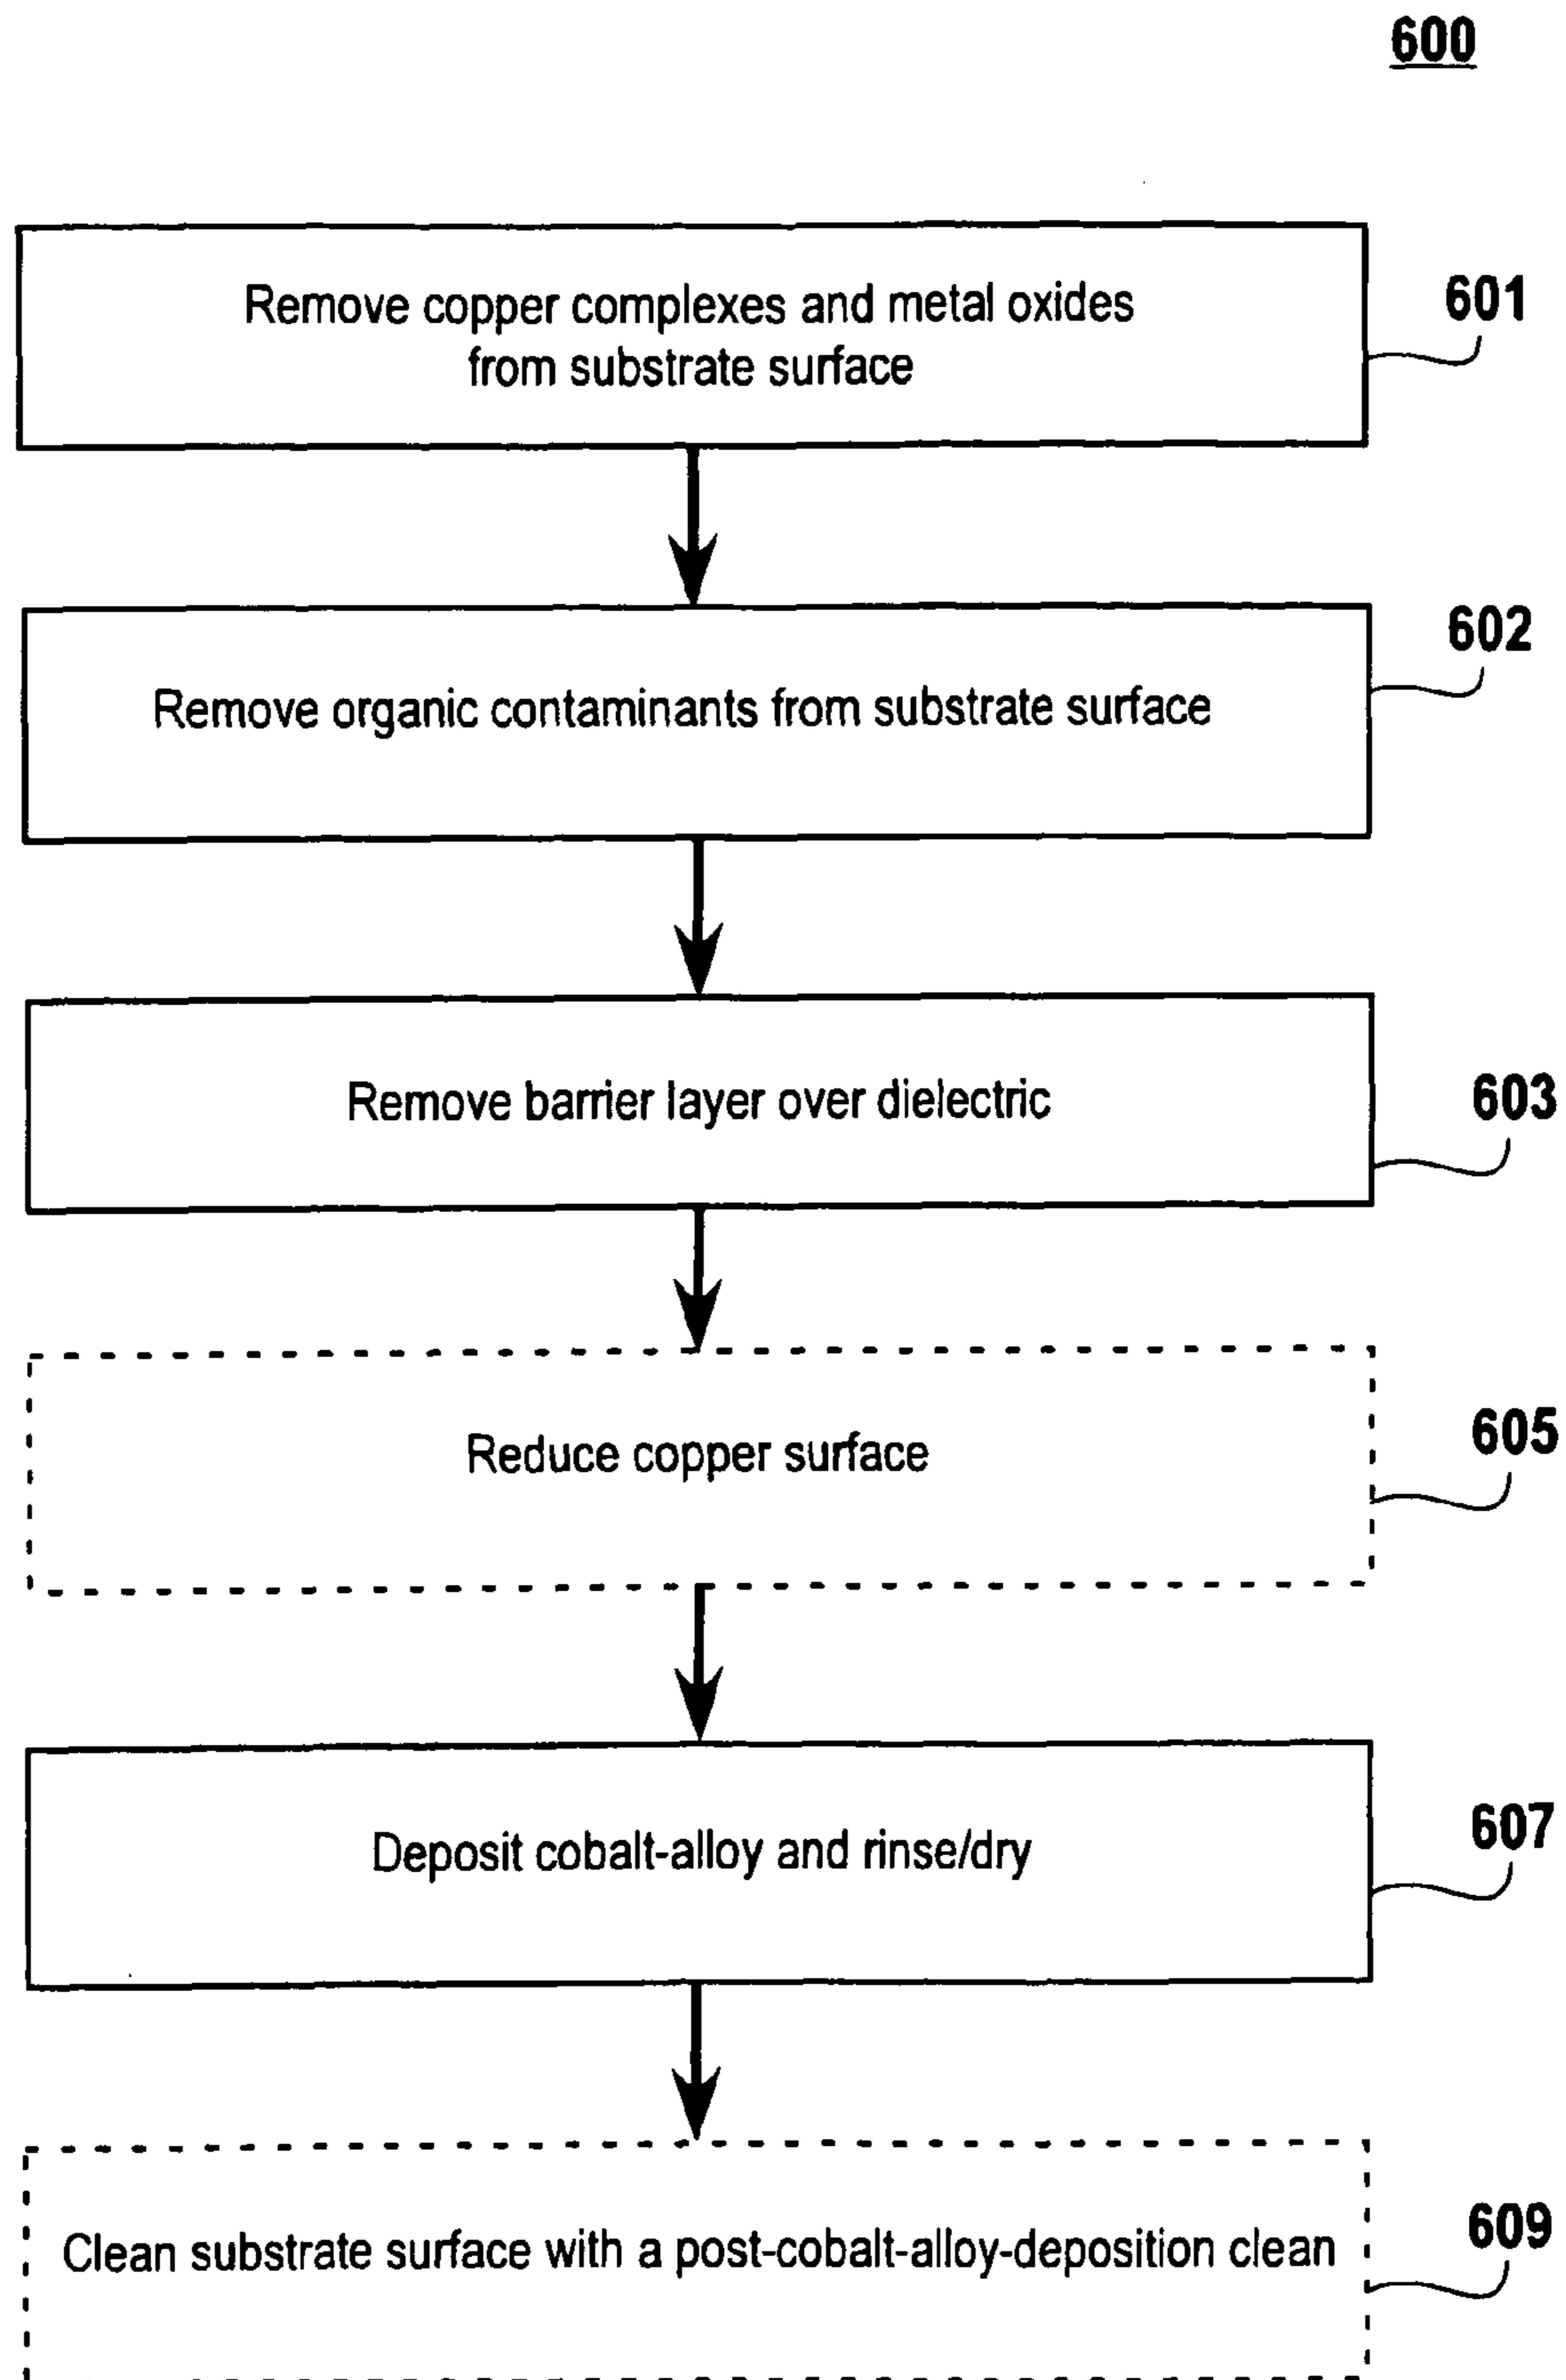 600
Remove copper complexes and metal oxides
from substrate surface
601
Remove organic contaminants from substrate surface
602
Remove barrier layer over dielectric
603
Reduce copper surface
605
Deposit cobalt-alloy and rinse/dry
607
Clean substrate surface with a post-cobalt-alloy-deposition clean
609